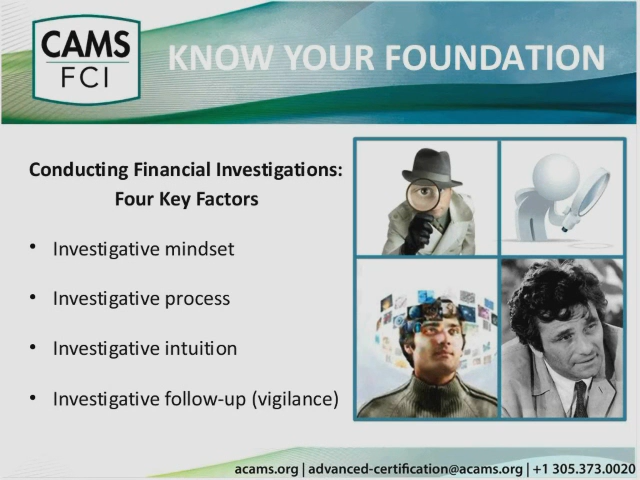 CAMS
FCI
KNOW YOUR FOUNDATION
Conducting Financial Investigations:
Four Key Factors
• Investigative mindset
• Investigative process
• Investigative intuition
• Investigative follow-up (vigilance)
acams.org | advanced-certification@acams.org | +1 305.373.0020